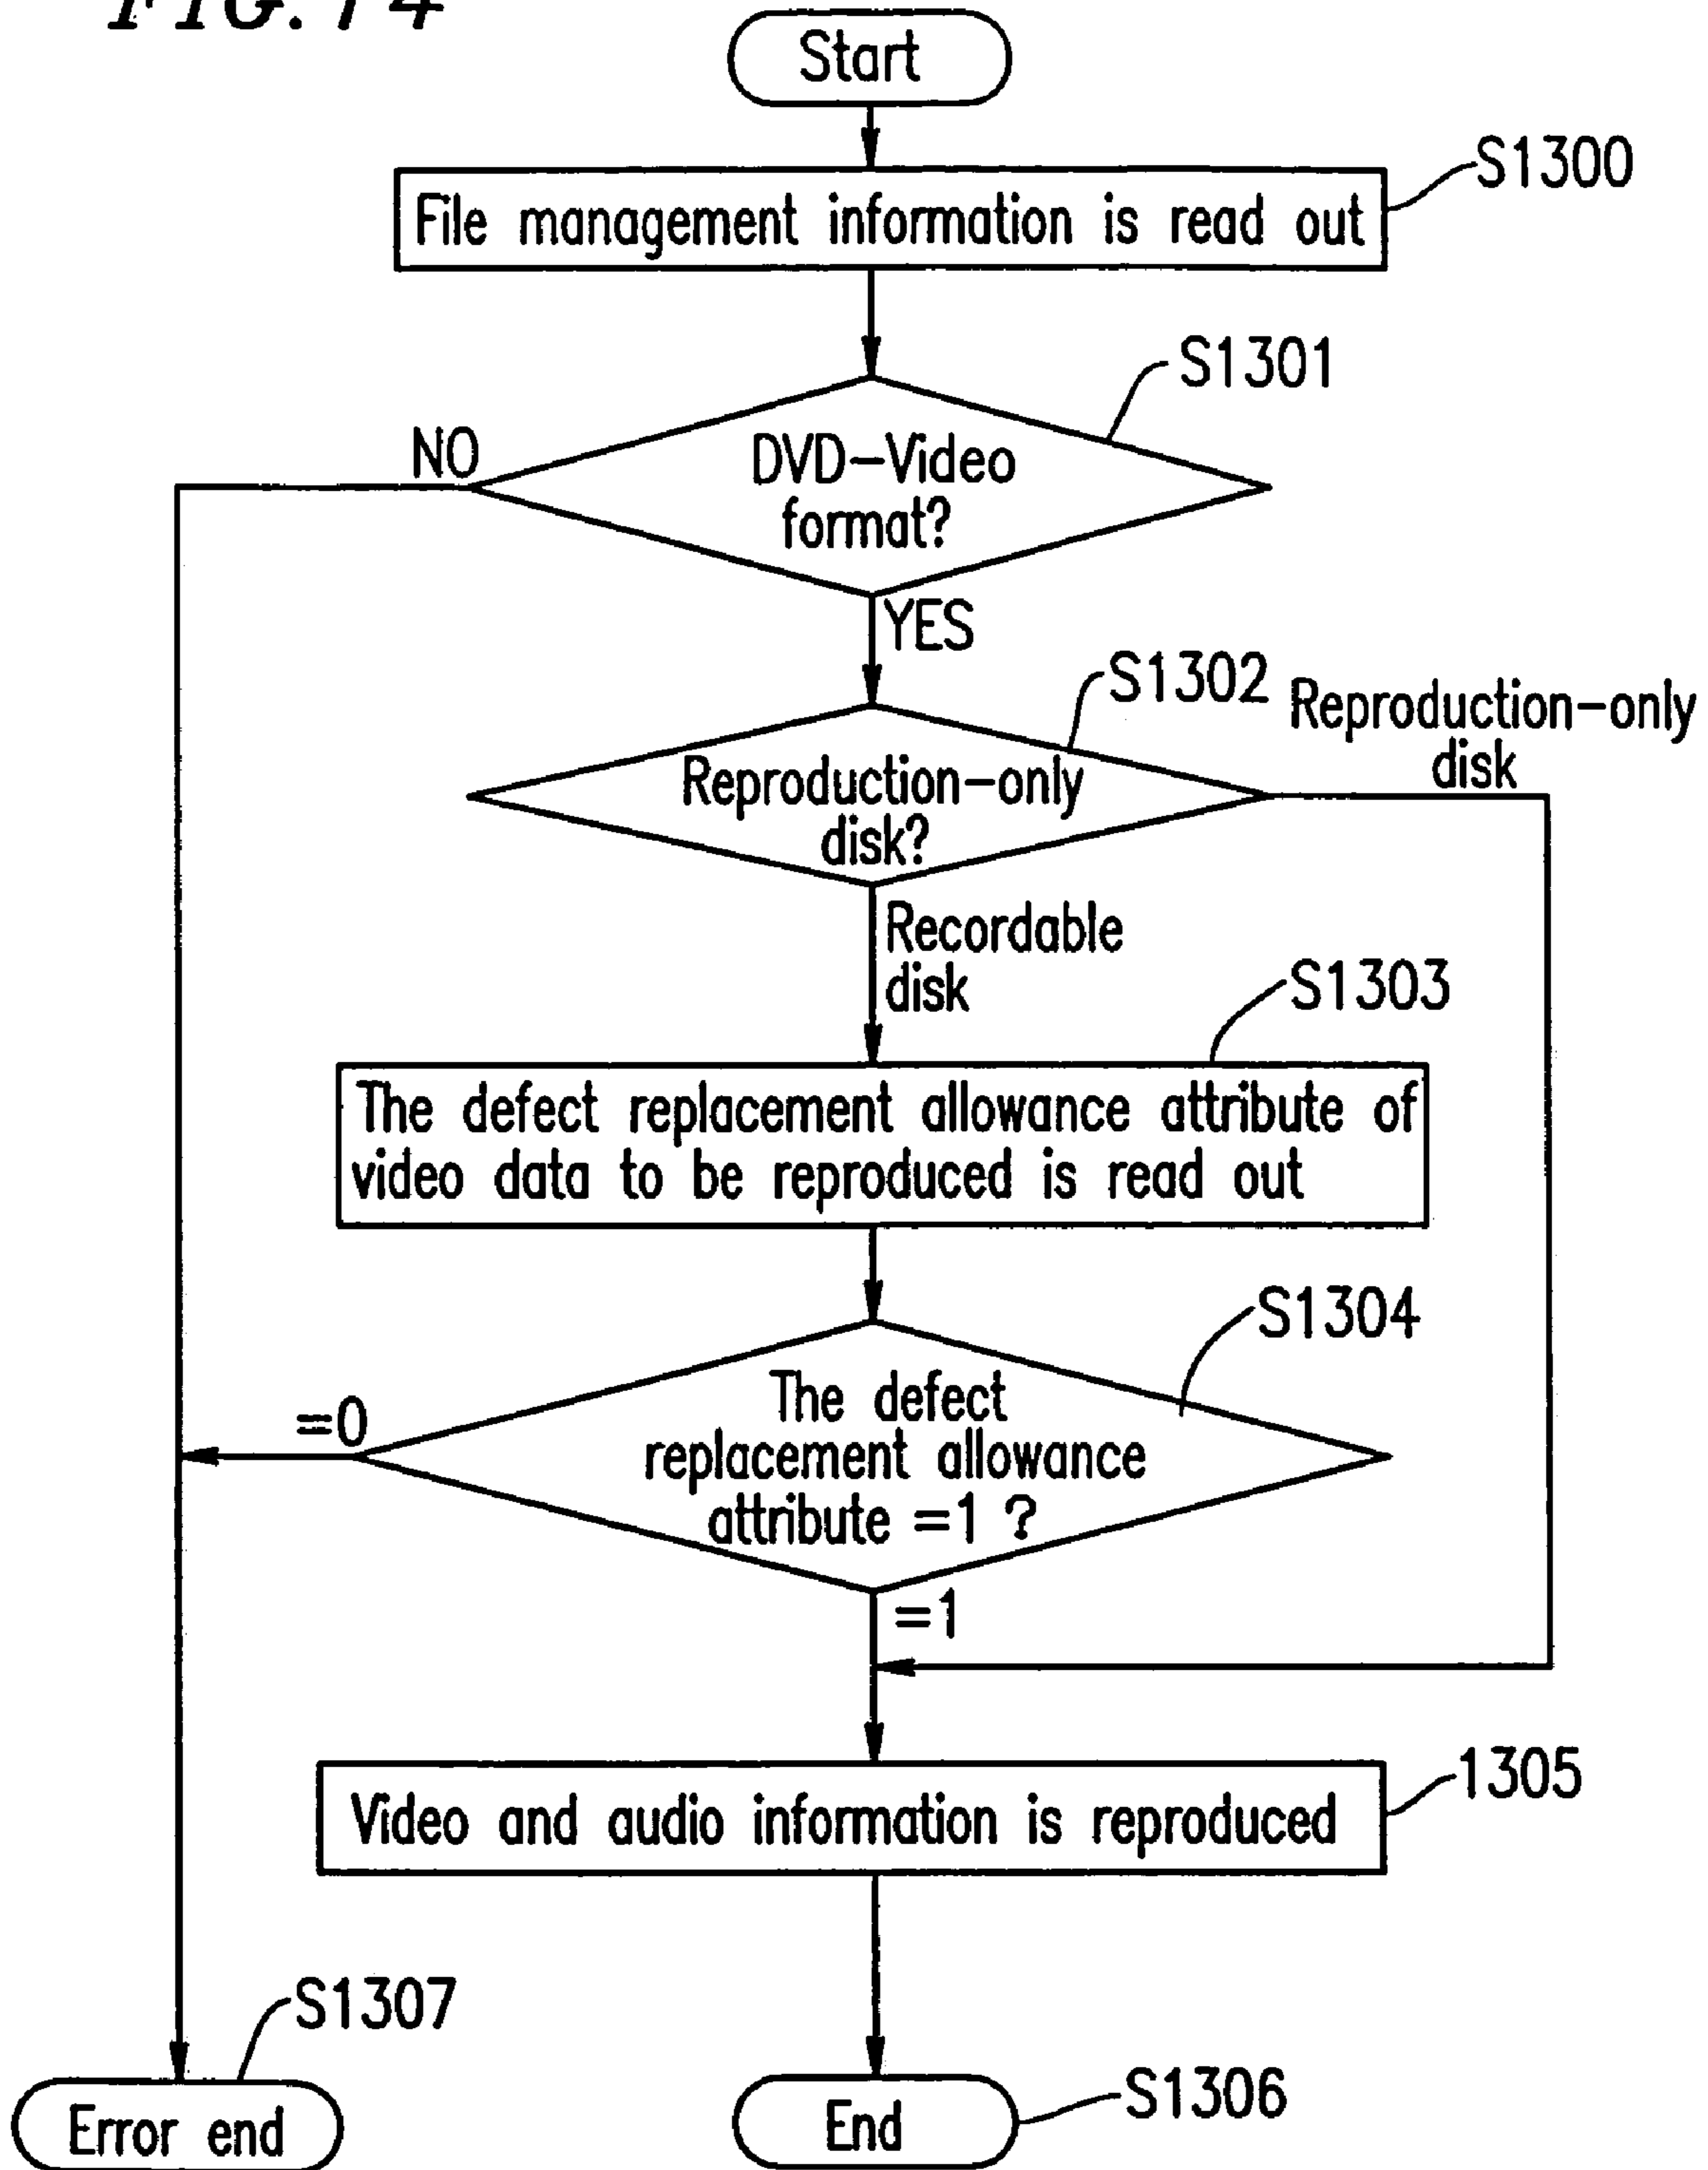 FIG. 14
Start
S1300
File management information is read out
S1301
NO
DVD-Video
format?
YES
S1302
Reproduction-only
disk
Reproduction-only
disk?
Recordable
disk
S1303
The defect replacement allowance attribute of
video data to be reproduced is read out
S1304
=0
The defect
replacement allowance
attribute =1 ?
=1
1305
Video and audio information is reproduced
S1307
Error end
S1306
End